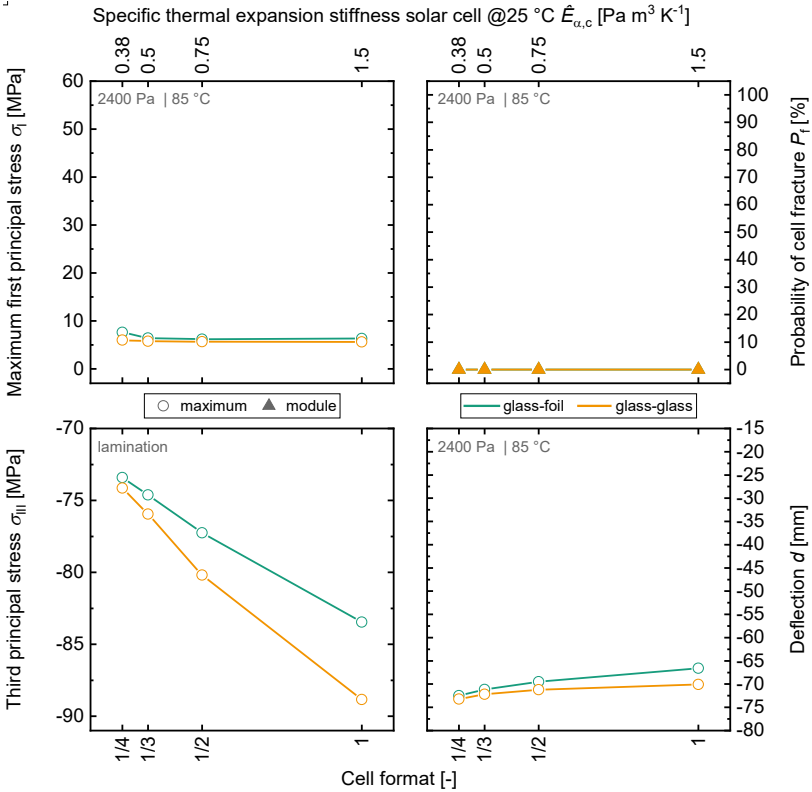 Specific thermal expansion stiffness solar cell @25 °C Êα,c [Pa m³ K⁻¹]
0.38 0.5 0.75 1.5
0.38 0.5 0.75 1.5
Maximum first principal stress σI [MPa]
60
50
40
30
20
10
0
2400 Pa | 85 °C
2400 Pa | 85 °C
100
90
80
70
60
50
40
30
20
10
0
Probability of cell fracture Pf [%]
maximum module
glass-foil glass-glass
Third principal stress σIII [MPa]
-70
-75
-80
-85
-90
lamination
2400 Pa | 85 °C
-15
-20
-25
-30
-35
-40
-45
-50
-55
-60
-65
-70
-75
-80
Deflection d [mm]
1/4 1/3 1/2 1
1/4 1/3 1/2 1
Cell format [-]